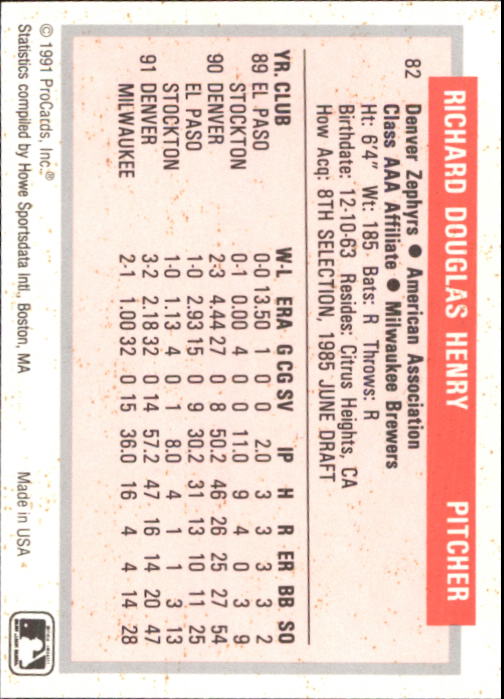 RICHARD DOUGLAS HENRY PITCHER
82 Denver Zephyrs ● American Association
Class AAA Affiliate ● Milwaukee Brewers
Ht: 6'4" Wt: 185 Bats: R Throws: R
Birthdate: 12-10-63 Resides: Citrus Heights, CA
How Acq: 8TH SELECTION, 1985 JUNE DRAFT
YR. CLUB W-L ERA G CG SV IP H R ER BB SO
89 EL PASO 0-0 13.50 1 0 0 2.0 3 3 3 3 2
STOCKTON 0-1 0.00 4 0 0 11.0 9 4 0 3 9
90 DENVER 2-3 4.44 27 0 8 50.2 46 26 25 27 54
EL PASO 1-0 2.93 15 0 9 30.2 31 13 10 11 25
STOCKTON 1-0 1.13 4 0 1 8.0 4 1 1 3 13
91 DENVER 3-2 2.18 32 0 14 57.2 47 16 14 20 47
MILWAUKEE 2-1 1.00 32 0 15 36.0 16 4 4 14 28
© 1991 ProCards, Inc.®
Statistics compiled by Howe Sportsdata Intl., Boston, MA Made in USA